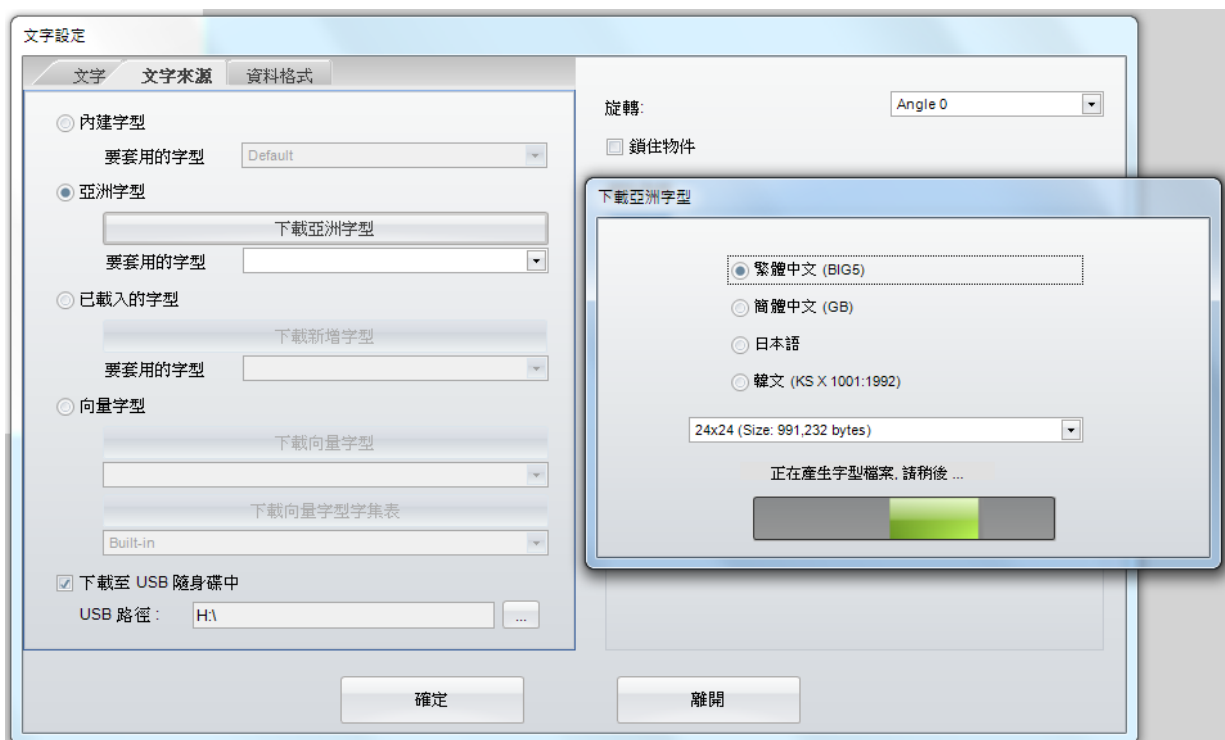 文字設定
文字
文字來源
資料格式
內建字型
要套用的字型
Default
亞洲字型
下載亞洲字型
要套用的字型
已載入的字型
下載新增字型
要套用的字型
向量字型
下載向量字型
下載向量字型字集表
Built-in
下載至 USB 隨身碟中
USB 路徑 :
H:\
...
旋轉:
Angle 0
鎖住物件
下載亞洲字型
繁體中文 (BIG5)
簡體中文 (GB)
日本語
韓文 (KS X 1001:1992)
24x24 (Size: 991,232 bytes)
正在產生字型檔案, 請稍後 ...
確定
離開